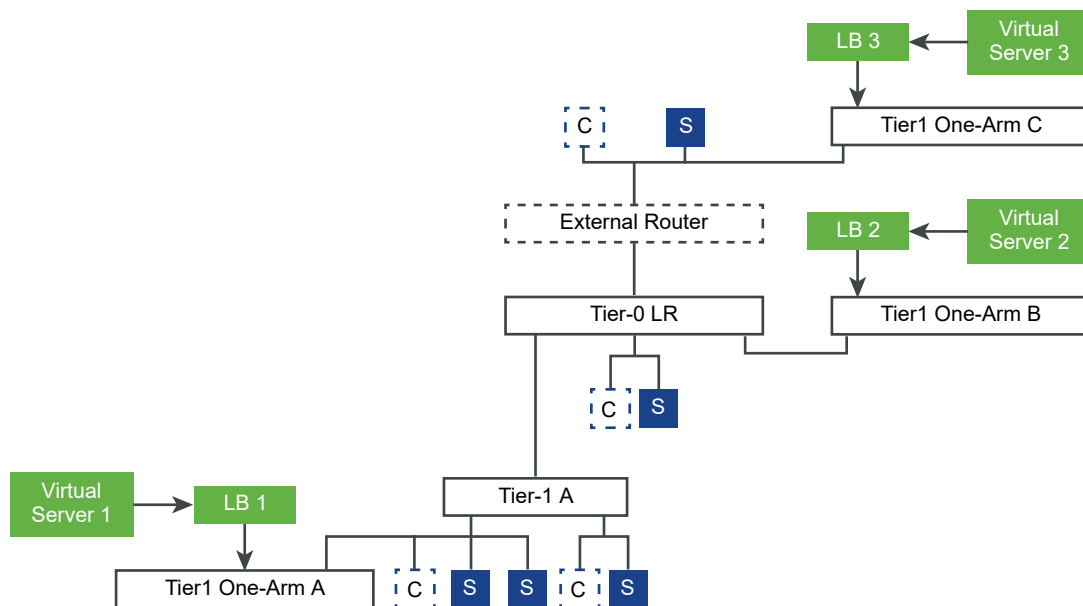 LB 3
Virtual
Server 3
C
S
Tier1 One-Arm C
External Router
LB 2
Virtual
Server 2
Tier-0 LR
Tier1 One-Arm B
C
S
Virtual
Server 1
LB 1
Tier-1 A
Tier1 One-Arm A
C
S
S
C
S